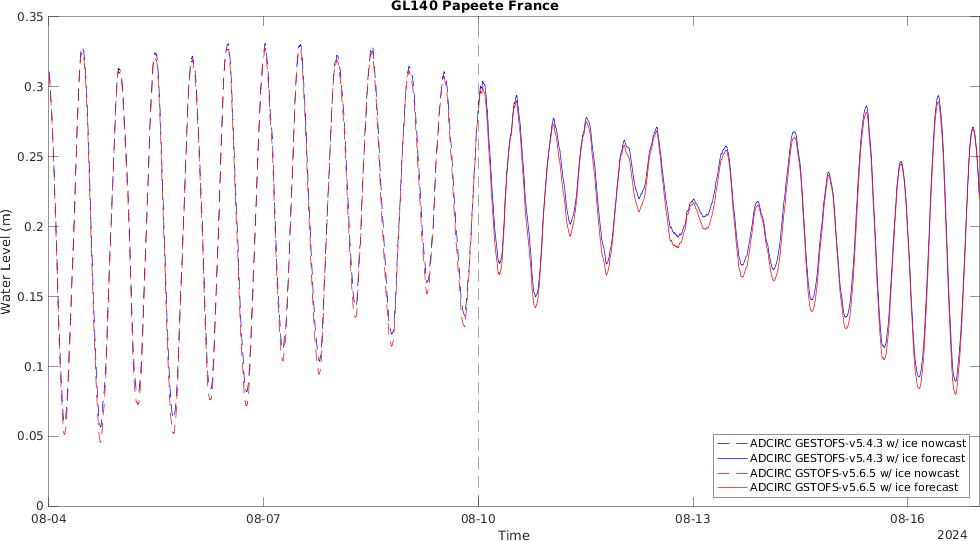 GL140 Papeete France
0.35
0.3
0.25
0.2
0.15
0.1
0.05
0
Water Level (m)
ADCIRC GESTOFS-v5.4.3 w/ ice nowcast
ADCIRC GESTOFS-v5.4.3 w/ ice forecast
ADCIRC GSTOFS-v5.6.5 w/ ice nowcast
ADCIRC GSTOFS-v5.6.5 w/ ice forecast
08-04 08-07 08-10 08-13 08-16
Time
2024